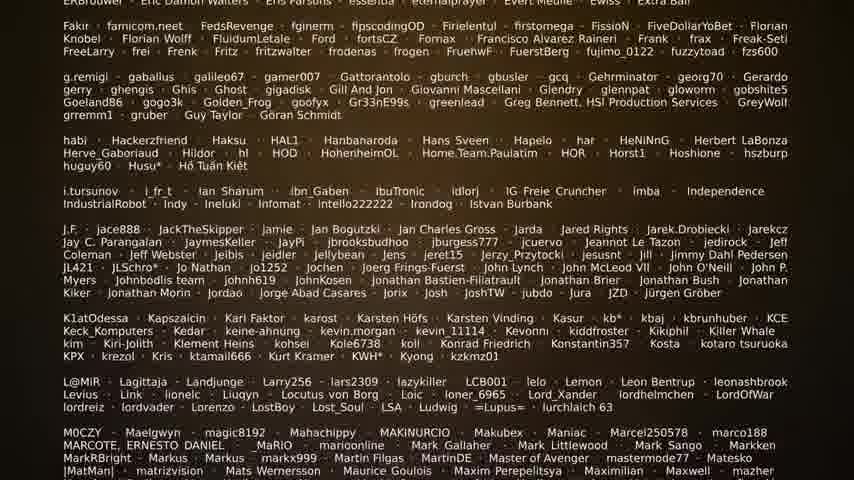 ERBrouwer · Eric Damon Walters · Eris Parsons · essentia · eternalprayer · Evert Meulie · Ewiss · Extra Ball
Fakir · famicom.neet · FedsRevenge · fginerm · fipscodingOD · Firielentul · firstomega · FissioN · FiveDollarYoBet · Florian
Knobel · Florian Wolff · FluidumLetale · Ford · fortsCZ · Fornax · Francisco Alvarez Raineri · Frank · frax · Freak-Seti
FreeLarry · frei · Frenk · Fritz · fritzwalter · frodenas · frogen · FruehwF · FuerstBerg · fujimo_0122 · fuzzytoad · fzs600
g.remigi · gaballus · galileo67 · gamer007 · Gattorantolo · gburch · gbusler · gcq · Gehrminator · georg70 · Gerardo
gerry · ghengis · Ghis · Ghost · gigadisk · Gill And Jon · Giovanni Mascellani · Glendry · glennpat · gloworm · gobshite5
Goeland86 · gogo3k · Golden_Frog · goofyx · Gr33nE99s · greenlead · Greg Bennett, HSI Production Services · GreyWolf
grremm1 · gruber · Guy Taylor · Göran Schmidt
habi · Hackerzfriend · Haksu · HAL1 · Hanbanaroda · Hans Sveen · Hapelo · har · HeNiNnG · Herbert LaBonza
Herve_Gaboriaud · Hildor · hl · HOD · HohenheimOL · Home.Team.Paulatim · HOR · Horst1 · Hoshione · hszburp
huguy60 · Husu* · Hồ Tuấn Kiệt
i.tursunov · i_fr_t · Ian Sharum · ibn_Gaben · ibuTronic · idlorj · IG Freie Cruncher · imba · Independence
IndustrialRobot · Indy · Ineluki · Infomat · intello222222 · Irondog · Istvan Burbank
J.F. · jace888 · JackTheSkipper · jamie · Jan Bogutzki · Jan Charles Gross · Jarda · Jared Rights · Jarek.Drobiecki · Jarekcz
Jay C. Parangalan · JaymesKeller · JayPi · jbrooksbudhoo · jburgess777 · jcuervo · Jeannot Le Tazon · jedirock · Jeff
Coleman · Jeff Webster · Jeibis · jeidler · Jellybean · Jens · jeret15 · Jerzy_Przytocki · jesusnt · Jill · Jimmy Dahl Pedersen
JL421 · JLSchro* · Jo Nathan · Jo1252 · Jochen · Joerg Frings-Fuerst · John Lynch · John McLeod VII · John O'Neill · John P.
Myers · Johnbodlis team · johnh619 · JohnKosen · Jonathan Bastien-Filiatrault · Jonathan Brier · Jonathan Bush · Jonathan
Kiker · Jonathan Morin · Jordao · Jorge Abad Casares · Jorix · Josh · JoshTW · jubdo · Jura · JZD · Jürgen Gröber
K1atOdessa · Kapszaicin · Karl Faktor · karost · Karsten Höfs · Karsten Vinding · Kasur · kb* · kbaj · kbrunhuber · KCE
Keck_Komputers · Kedar · keine-ahnung · kevin.morgan · kevin_11114 · Kevonni · kiddfroster · Kikiphil · Killer Whale
kim · Kiri-Jolith · Klement Heins · kohsei · Kole6738 · koll · Konrad Friedrich · Konstantin357 · Kosta · kotaro tsuruoka
KPX · krezol · Kris · ktamail666 · Kurt Kramer · KWH* · Kyong · kzkmz01
L@MiR · Lagittaja · Landjunge · Larry256 · lars2309 · lazykiller · LCB001 · lelo · Lemon · Leon Bentrup · leonashbrook
Levius · Link · lionelc · Liuqyn · Locutus von Borg · Loic · loner_6965 · Lord_Xander · lordhelmchen · LordOfWar
lordreiz · lordvader · Lorenzo · LostBoy · Lost_Soul · LSA · Ludwig · =Lupus= · lurchlaich 63
M0CZY · Maelgwyn · magic8192 · Mahachippy · MAKINURCIO · Makubex · Maniac · Marcel250578 · marco188
MARCOTE, ERNESTO DANIEL · _MaRiO · marioonline · Mark Gallaher · Mark Littlewood · Mark Sango · Markken
MarkRBright · Markus · Markus · markx999 · Martin Filgas · MartinDE · Master of Avenger · mastermode77 · Matesko
|MatMan| · matrizvision · Mats Wernersson · Maurice Goulois · Maxim Perepelitsya · Maximilian · Maxwell · mazher